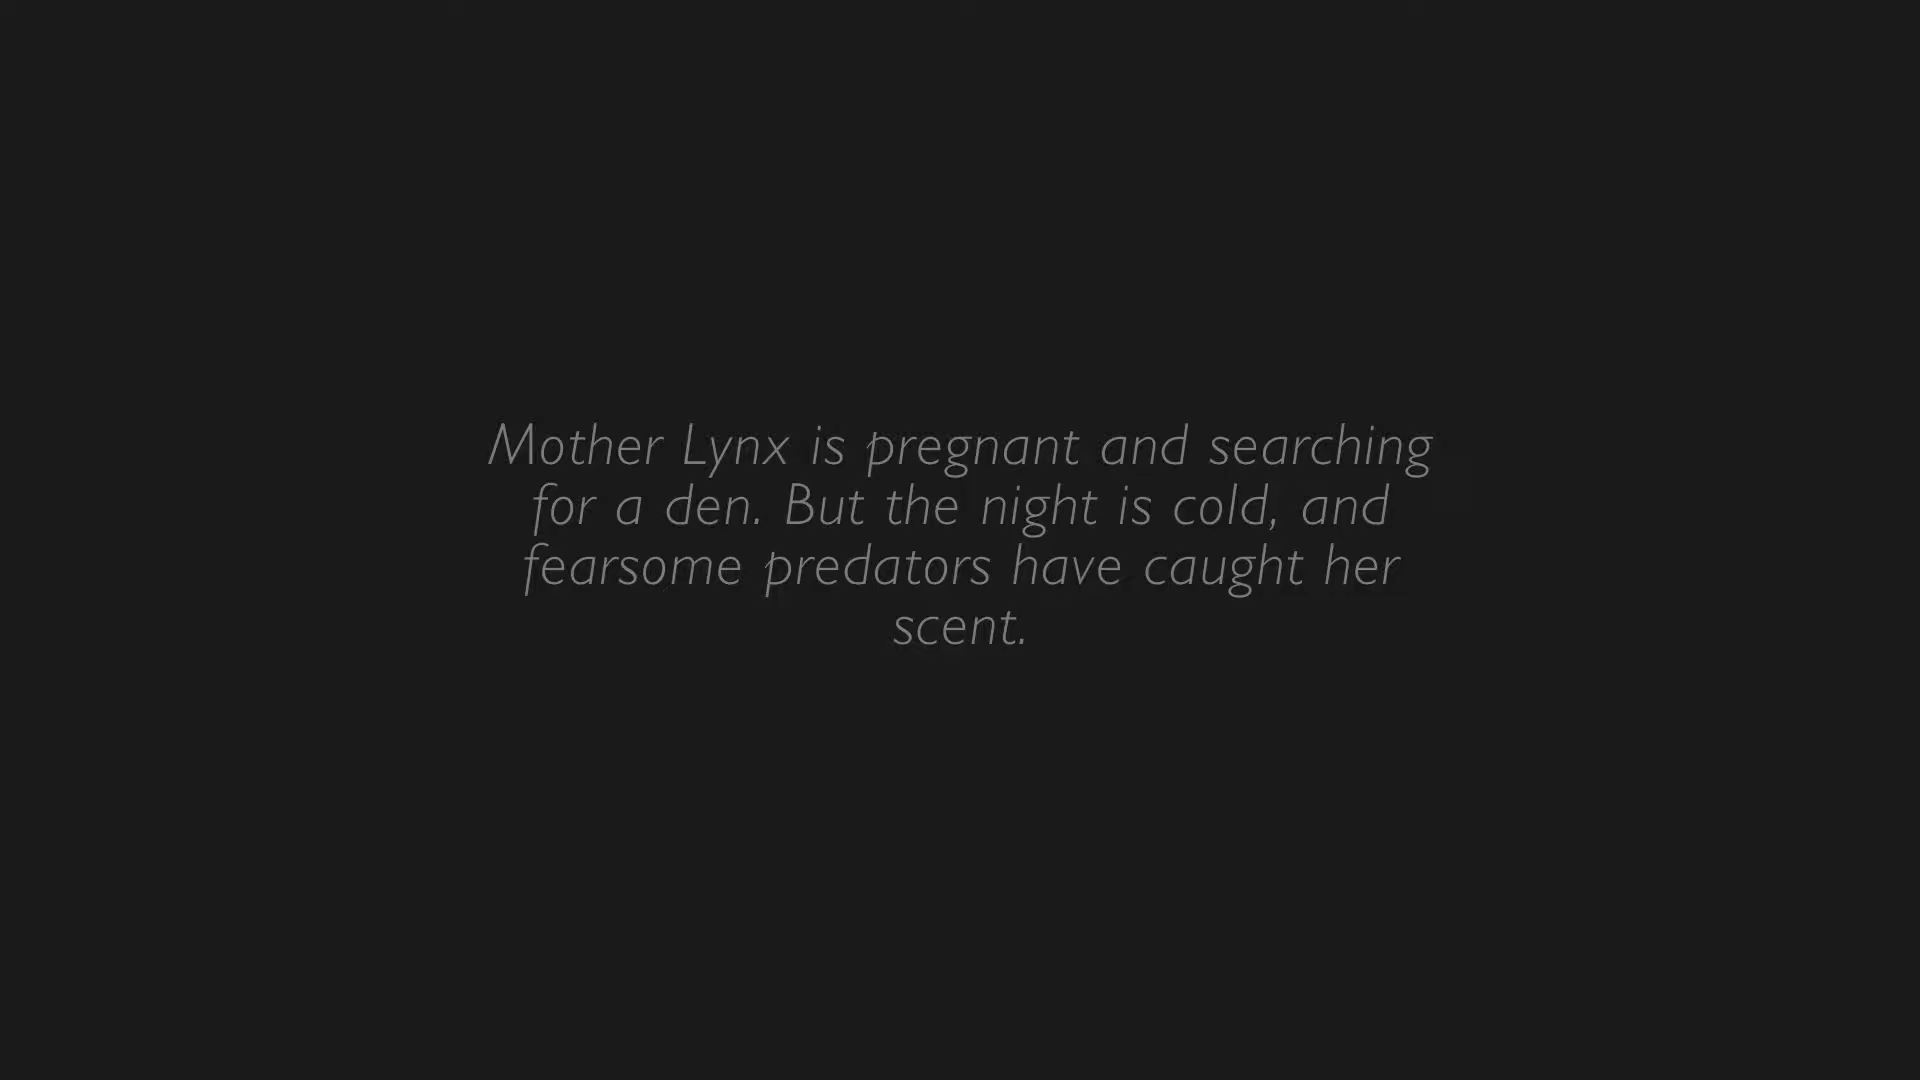 Mother Lynx is pregnant and searching
for a den. But the night is cold, and
fearsome predators have caught her
scent.